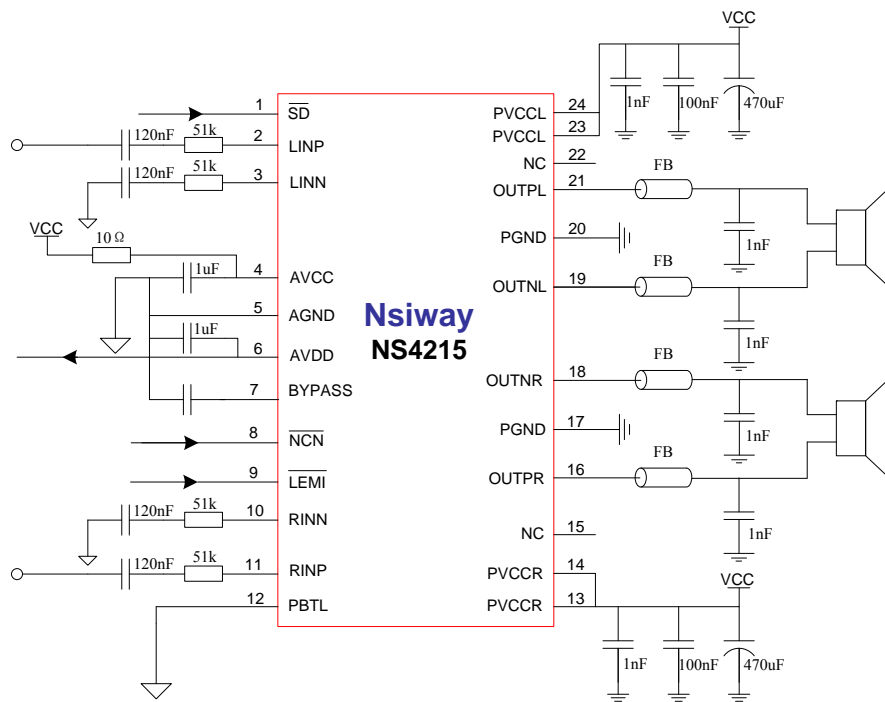 VCC
1nF
100nF
470uF
24
PVCCL
23
PVCCL
22
NC
21
OUTPL
FB
1nF
20
PGND
19
OUTNL
FB
1nF
18
OUTNR
FB
1nF
17
PGND
16
OUTPR
FB
1nF
15
NC
14
PVCCR
13
PVCCR
VCC
1nF
100nF
470uF
1
SD
120nF
51k
2
LINP
120nF
51k
3
LINN
VCC
10Ω
1uF
4
AVCC
5
AGND
1uF
6
AVDD
7
BYPASS
8
NCN
9
LEMI
120nF
51k
10
RINN
120nF
51k
11
RINP
12
PBTL
Nsiway
NS4215